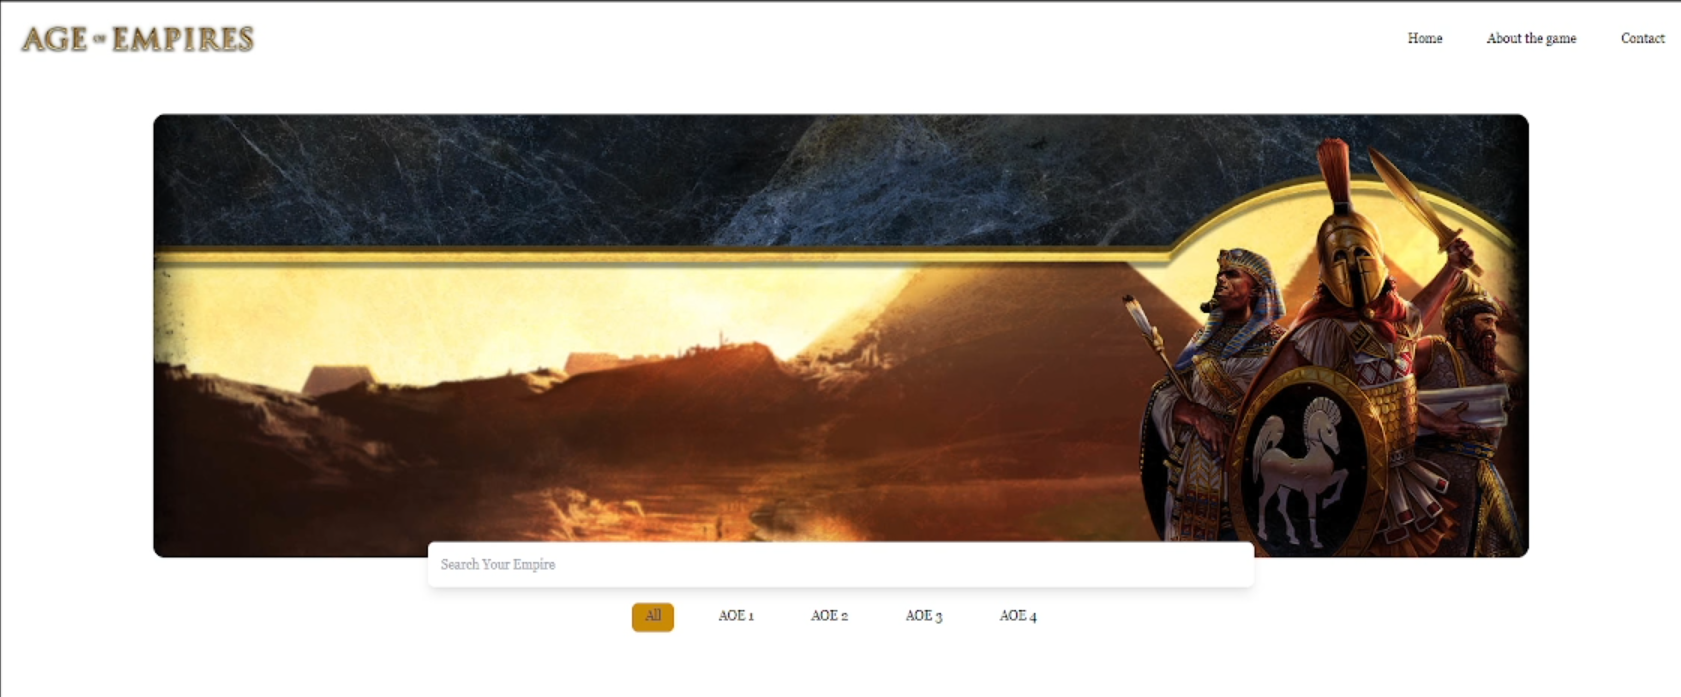 AGE OF EMPIRES
Home About the game Contact
Search Your Empire
All AOE 1 AOE 2 AOE 3 AOE 4